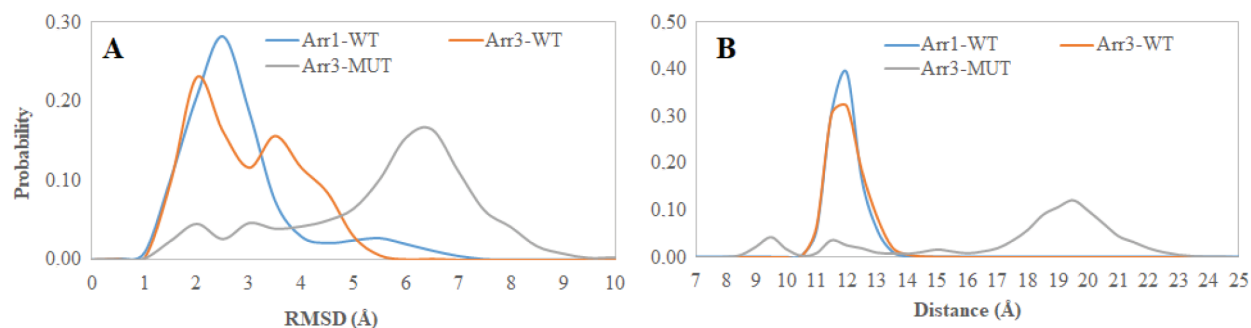 A
Arr1-WT Arr3-WT
Arr3-MUT
Probability
0.30
0.20
0.10
0.00
0 1 2 3 4 5 6 7 8 9 10
RMSD (Å)
B
Arr1-WT Arr3-WT
Arr3-MUT
0.50
0.40
0.30
0.20
0.10
0.00
7 8 9 10 11 12 13 14 15 16 17 18 19 20 21 22 23 24 25
Distance (Å)